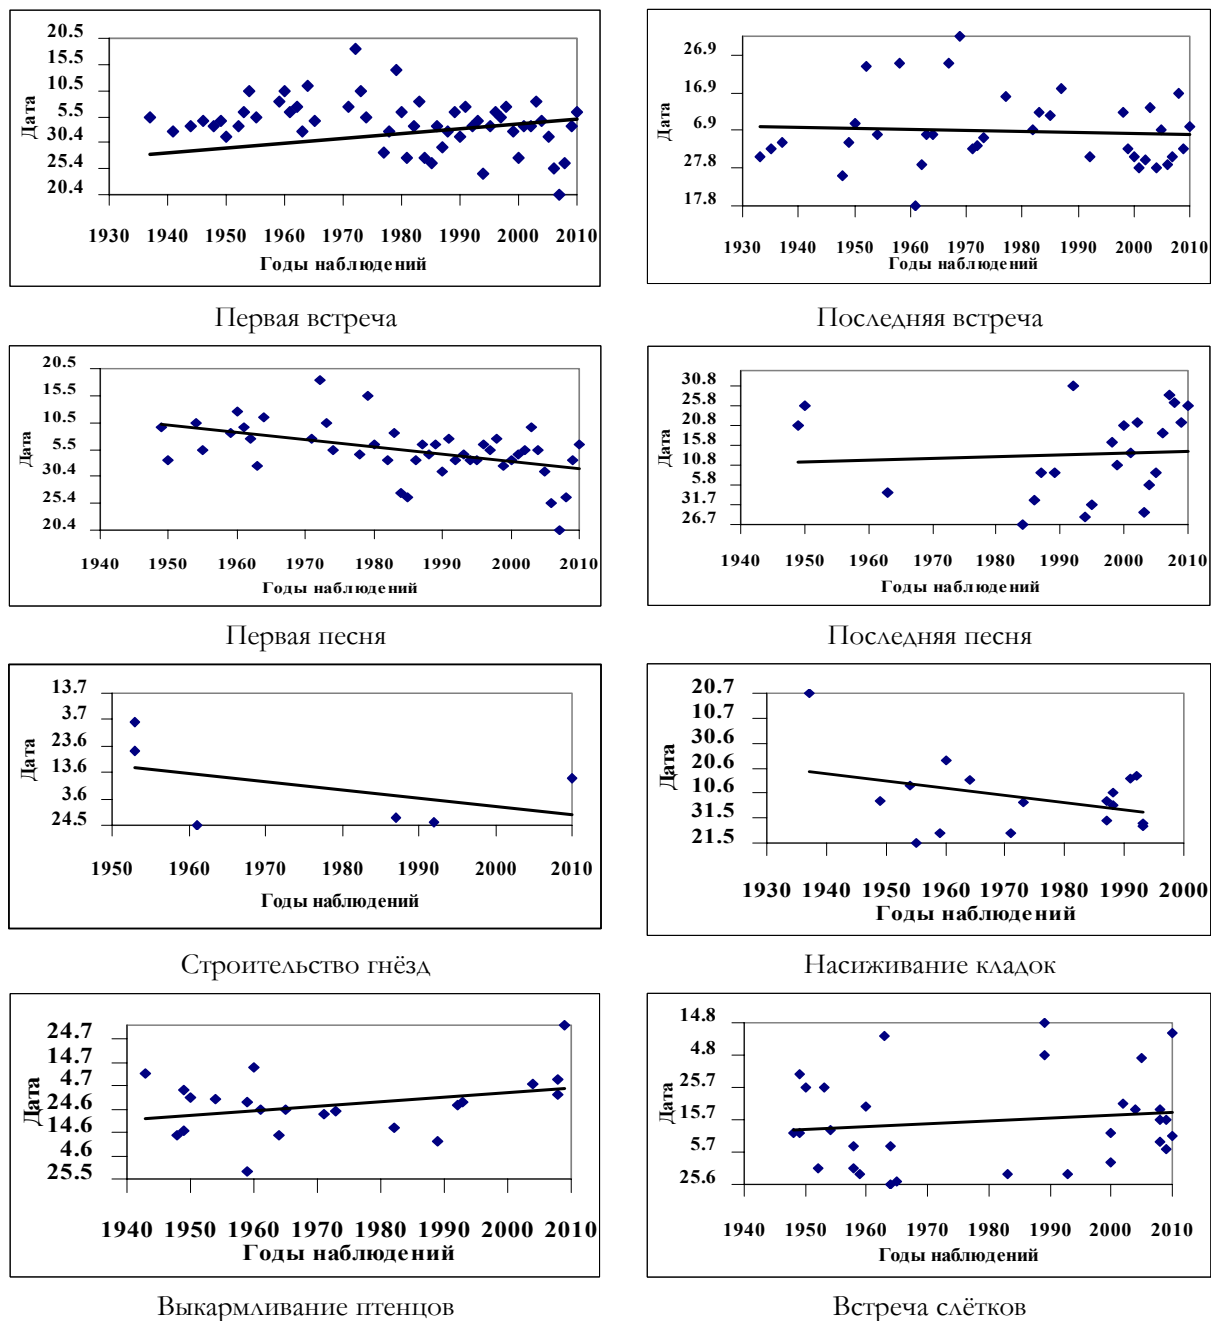 20.5
15.5
10.5
5.5
30.4
25.4
20.4
Дата
1930 1940 1950 1960 1970 1980 1990 2000 2010
Годы наблюдений
Первая встреча
26.9
16.9
6.9
27.8
17.8
Дата
1930 1940 1950 1960 1970 1980 1990 2000 2010
Годы наблюдений
Последняя встреча
20.5
15.5
10.5
5.5
30.4
25.4
20.4
Дата
1940 1950 1960 1970 1980 1990 2000 2010
Годы наблюдений
Первая песня
30.8
25.8
20.8
15.8
10.8
5.8
31.7
26.7
Дата
1940 1950 1960 1970 1980 1990 2000 2010
Годы наблюдений
Последняя песня
13.7
3.7
23.6
13.6
3.6
24.5
Дата
1950 1960 1970 1980 1990 2000 2010
Годы наблюдений
Строительство гнёзд
20.7
10.7
30.6
20.6
10.6
31.5
21.5
Дата
1930 1940 1950 1960 1970 1980 1990 2000
Годы наблюдений
Насиживание кладок
24.7
14.7
4.7
24.6
14.6
4.6
25.5
Дата
1940 1950 1960 1970 1980 1990 2000 2010
Годы наблюдений
Выкармливание птенцов
14.8
4.8
25.7
15.7
5.7
25.6
Дата
1940 1950 1960 1970 1980 1990 2000 2010
Годы наблюдений
Встреча слётков